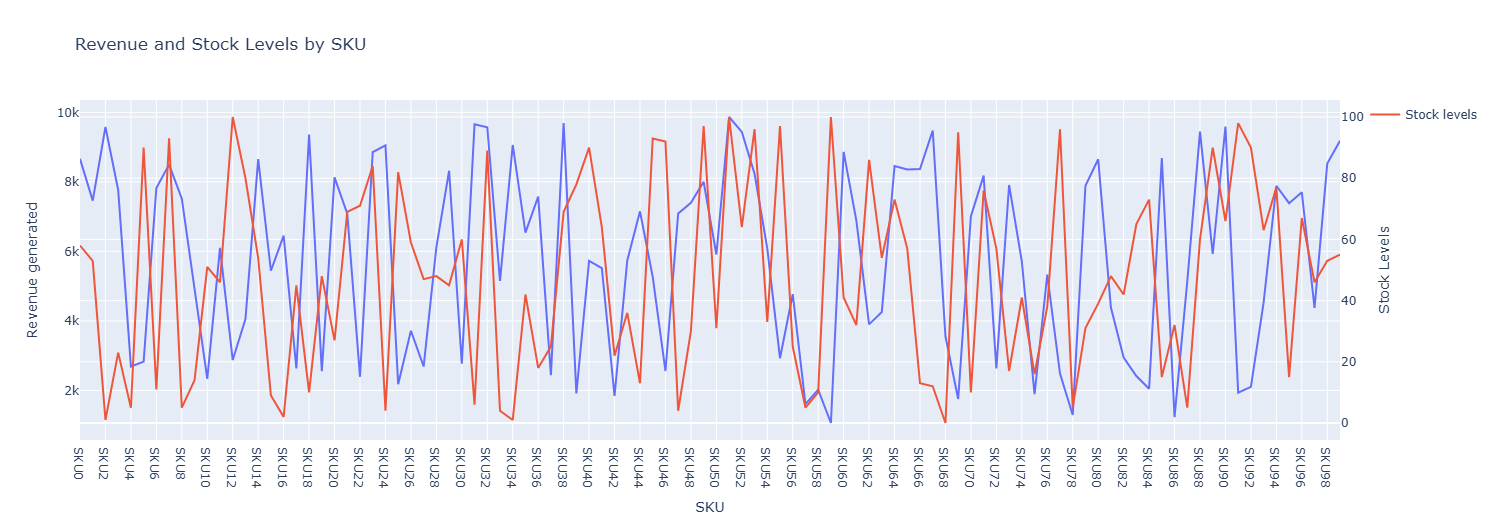 Revenue and Stock Levels by SKU
10k
8k
6k
4k
2k
Revenue generated
100
80
60
40
20
0
Stock Levels
Stock levels
SKU0
SKU2
SKU4
SKU6
SKU8
SKU10
SKU12
SKU14
SKU16
SKU18
SKU20
SKU22
SKU24
SKU26
SKU28
SKU30
SKU32
SKU34
SKU36
SKU38
SKU40
SKU42
SKU44
SKU46
SKU48
SKU50
SKU52
SKU54
SKU56
SKU58
SKU60
SKU62
SKU64
SKU66
SKU68
SKU70
SKU72
SKU74
SKU76
SKU78
SKU80
SKU82
SKU84
SKU86
SKU88
SKU90
SKU92
SKU94
SKU96
SKU98
SKU